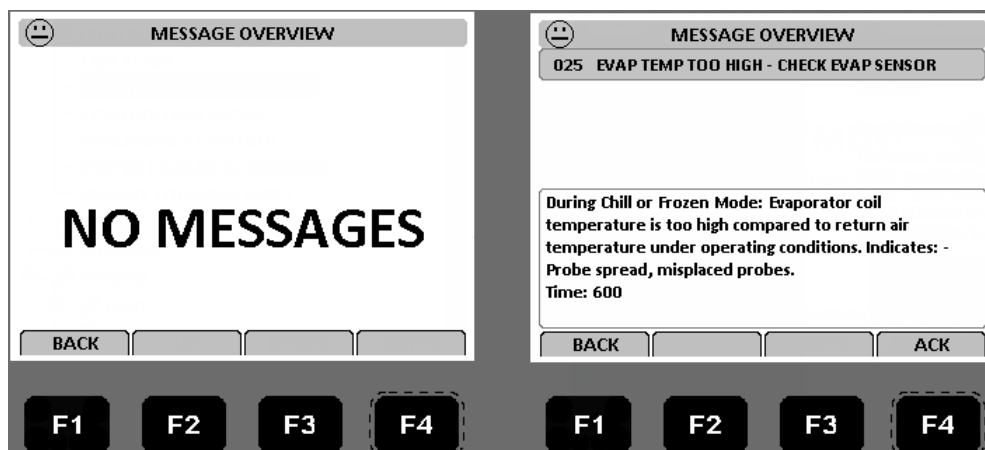 MESSAGE OVERVIEW
NO MESSAGES
BACK
F1 F2 F3 F4
MESSAGE OVERVIEW
025 EVAP TEMP TOO HIGH - CHECK EVAP SENSOR
During Chill or Frozen Mode: Evaporator coil
temperature is too high compared to return air
temperature under operating conditions. Indicates: -
Probe spread, misplaced probes.
Time: 600
BACK ACK
F1 F2 F3 F4